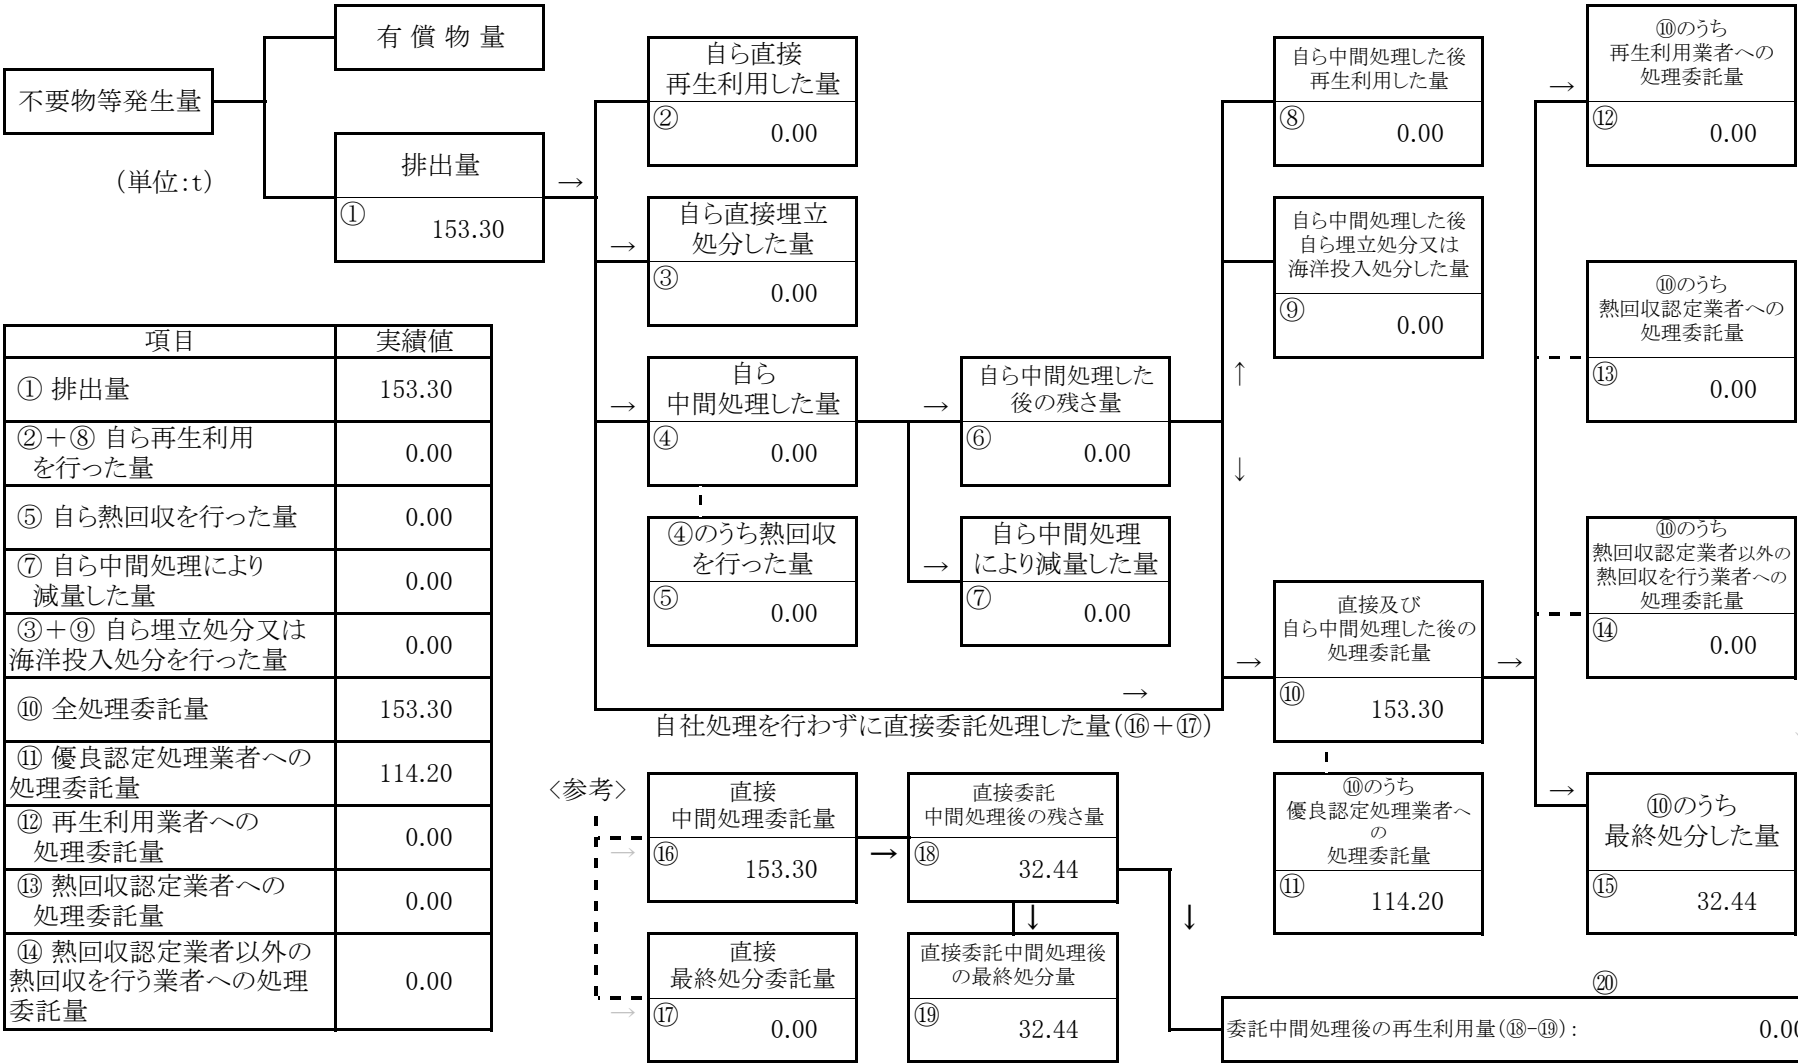 有 償 物 量
不要物等発生量
(単位:t)
排出量
①
153.30
→
自ら直接
再生利用した量
②
0.00
→
自ら直接埋立
処分した量
③
0.00
→
自ら
中間処理した量
④
0.00
④のうち熱回収
を行った量
⑤
0.00
→
自ら中間処理した
後の残さ量
⑥
0.00
→
自ら中間処理
により減量した量
⑦
0.00
自ら中間処理した後
再生利用した量
⑧
0.00
自ら中間処理した後
自ら埋立処分又は
海洋投入処分した量
⑨
0.00
↑
↓
→
自社処理を行わずに直接委託処理した量(⑯+⑰)
→
直接及び
自ら中間処理した後の
処理委託量
⑩
153.30
⑩のうち
優良認定処理業者へ
の
処理委託量
⑪
114.20
→
→
⑩のうち
再生利用業者への
処理委託量
⑫
0.00
⑩のうち
熱回収認定業者への
処理委託量
⑬
0.00
⑩のうち
熱回収認定業者以外の
熱回収を行う業者への
処理委託量
⑭
0.00
→
⑩のうち
最終処分した量
⑮
32.44
項目 実績値
① 排出量 153.30
②+⑧ 自ら再生利用
を行った量 0.00
⑤ 自ら熱回収を行った量 0.00
⑦ 自ら中間処理により
減量した量 0.00
③+⑨ 自ら埋立処分又は
海洋投入処分を行った量 0.00
⑩ 全処理委託量 153.30
⑪ 優良認定処理業者への
処理委託量 114.20
⑫ 再生利用業者への
処理委託量 0.00
⑬ 熱回収認定業者への
処理委託量 0.00
⑭ 熱回収認定業者以外の
熱回収を行う業者への処理
委託量 0.00
<参考>
→
直接
中間処理委託量
⑯
153.30
→
直接委託
中間処理後の残さ量
⑱
32.44
↓
↓
→
直接
最終処分委託量
⑰
0.00
直接委託中間処理後
の最終処分量
⑲
32.44
⑳
委託中間処理後の再生利用量(⑱-⑲): 0.00